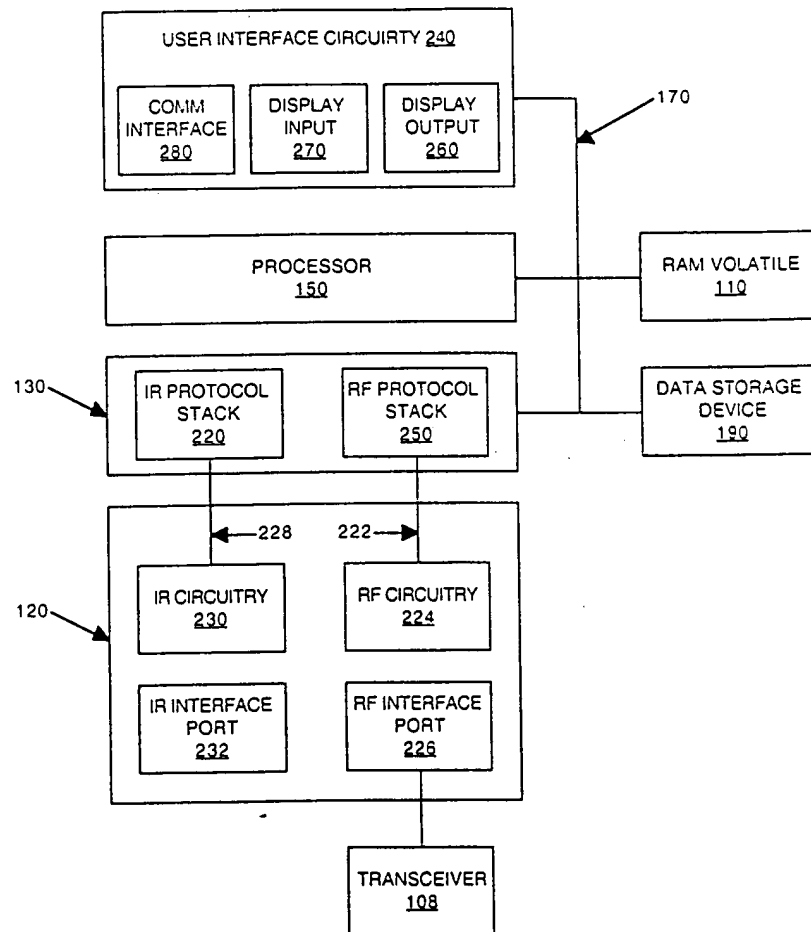 USER INTERFACE CIRCUIRTY 240
COMM
INTERFACE
280
DISPLAY
INPUT
270
DISPLAY
OUTPUT
260
170
PROCESSOR
150
RAM VOLATILE
110
130
IR PROTOCOL
STACK
220
RF PROTOCOL
STACK
250
DATA STORAGE
DEVICE
190
228
222
120
IR CIRCUITRY
230
RF CIRCUITRY
224
IR INTERFACE
PORT
232
RF INTERFACE
PORT
226
TRANSCEIVER
108